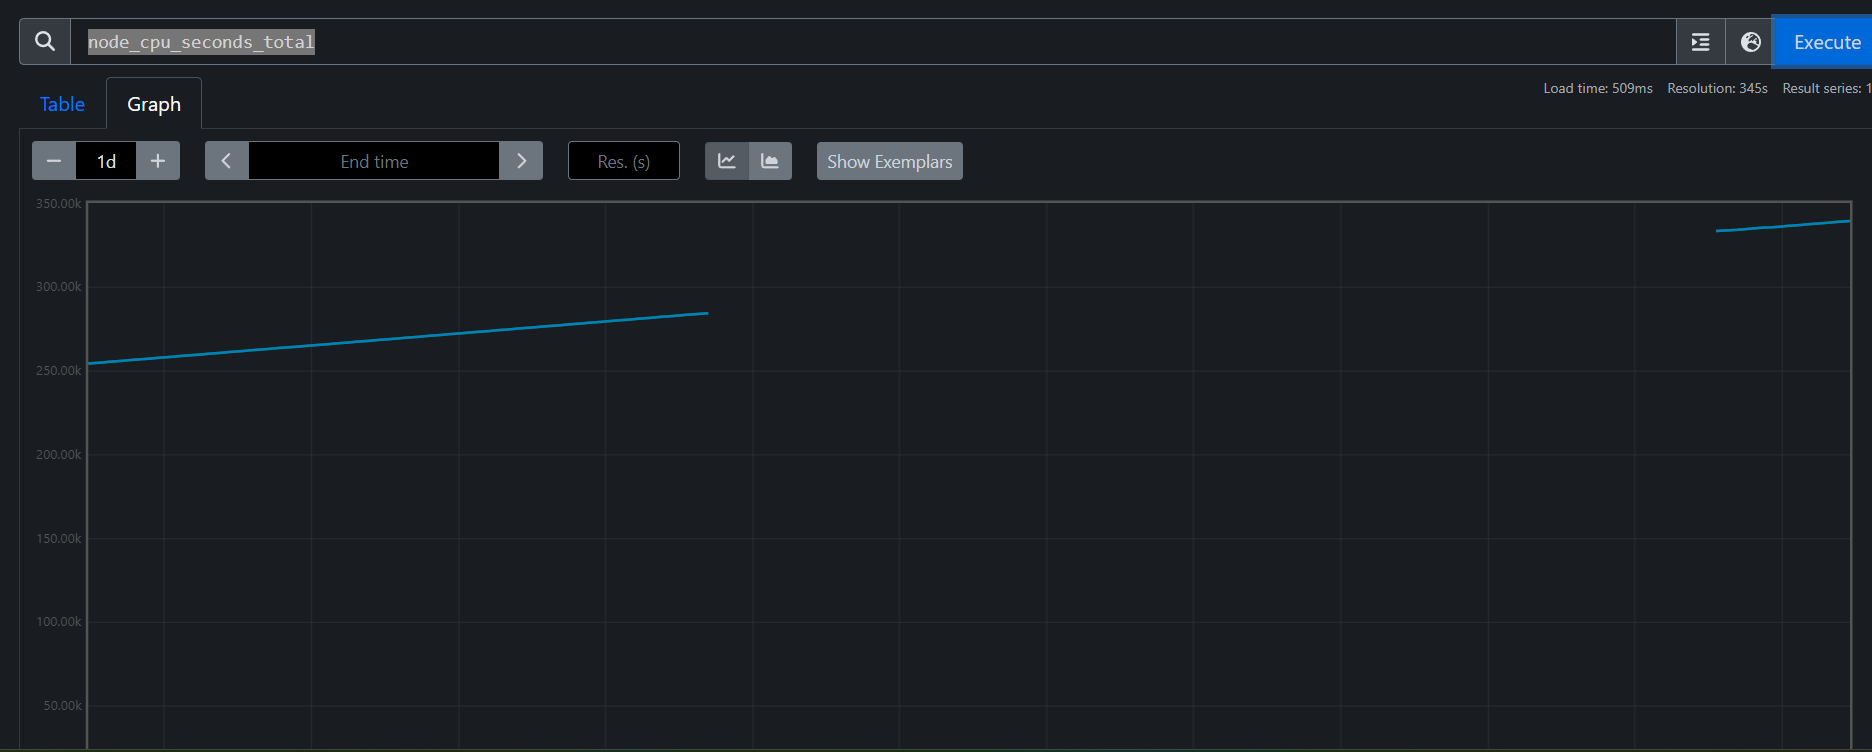 node_cpu_seconds_total
Execute
Table
Graph
Load time: 509ms Resolution: 345s Result series: 1
1d
End time
Res. (s)
Show Exemplars
350.00k
300.00k
250.00k
200.00k
150.00k
100.00k
50.00k